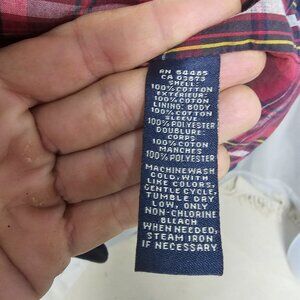 RN 54485
CA 03873
SHELL:
100% COTTON
EXTERIEUR:
100% COTON
LINING: BODY
100% COTTON
SLEEVE
100% POLYESTER
DOUBLURE:
CORPS
100% COTON
MANCHES
100% POLYESTER
MACHINE WASH
COLD, WITH
LIKE COLORS,
GENTLE CYCLE,
TUMBLE DRY
LOW, ONLY
NON-CHLORINE
BLEACH
WHEN NEEDED,
STEAM IRON
IF NECESSARY